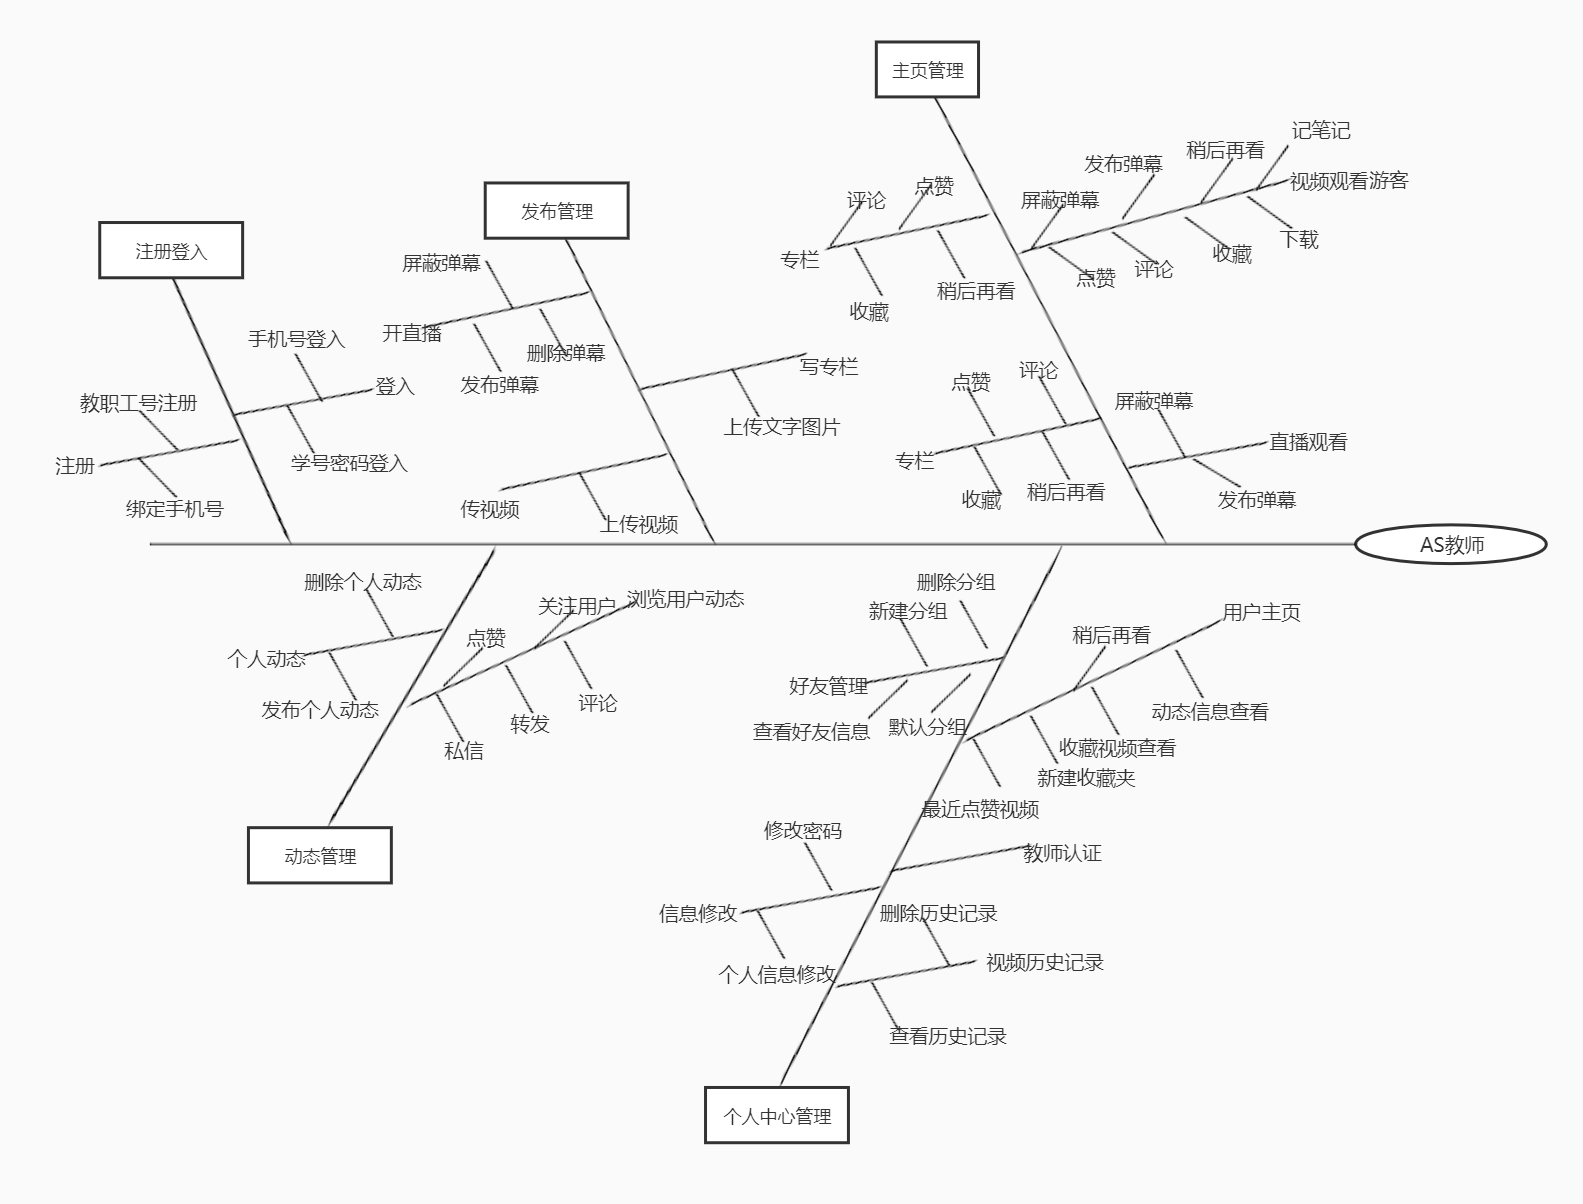 主页管理
记笔记
稍后再看
发布弹幕
视频观看游客
点赞
评论
屏蔽弹幕
专栏
下载
收藏
评论
点赞
稍后再看
收藏
发布管理
屏蔽弹幕
开直播
删除弹幕
发布弹幕
写专栏
上传文字图片
传视频
上传视频
注册登入
手机号登入
登入
教职工号注册
学号密码登入
注册
绑定手机号
评论
点赞
屏蔽弹幕
直播观看
专栏
稍后再看
收藏
发布弹幕
AS教师
删除个人动态
关注用户
浏览用户动态
点赞
个人动态
评论
发布个人动态
转发
私信
动态管理
删除分组
新建分组
用户主页
稍后再看
好友管理
动态信息查看
查看好友信息
默认分组
收藏视频查看
新建收藏夹
最近点赞视频
修改密码
教师认证
信息修改
删除历史记录
视频历史记录
个人信息修改
查看历史记录
个人中心管理